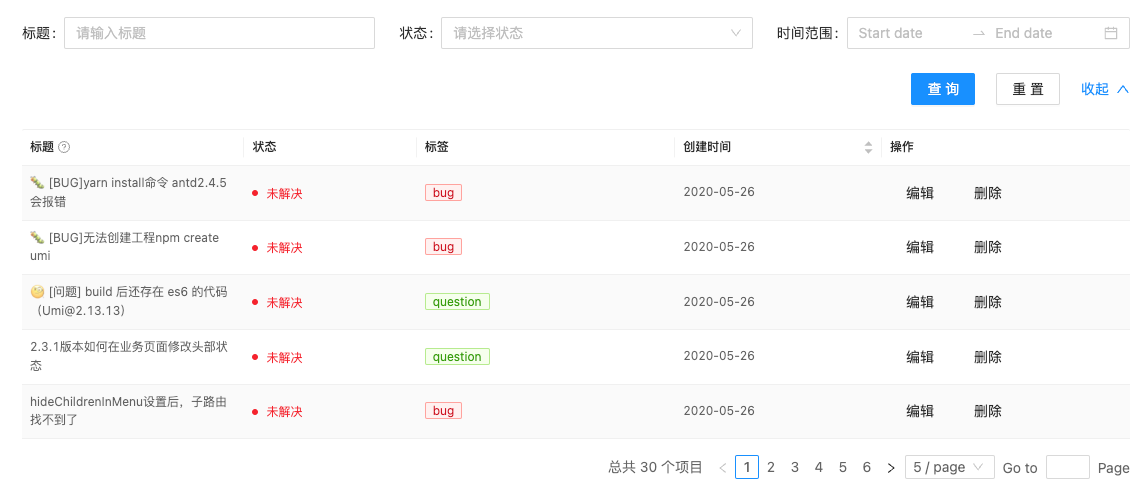 标题: 请输入标题 状态: 请选择状态 时间范围: Start date End date
查 询 重 置 收起
标题 状态 标签 创建时间 操作
🐛 [BUG]yarn install命令 antd2.4.5
会报错
未解决 bug 2020-05-26 编辑 删除
🐛 [BUG]无法创建工程npm create
umi
未解决 bug 2020-05-26 编辑 删除
🧐 [问题] build 后还存在 es6 的代码
（Umi@2.13.13）
未解决 question 2020-05-26 编辑 删除
2.3.1版本如何在业务页面修改头部状
态
未解决 question 2020-05-26 编辑 删除
hideChildrenInMenu设置后，子路由
找不到了
未解决 bug 2020-05-26 编辑 删除
总共 30 个项目 1 2 3 4 5 6 5 / page Go to Page